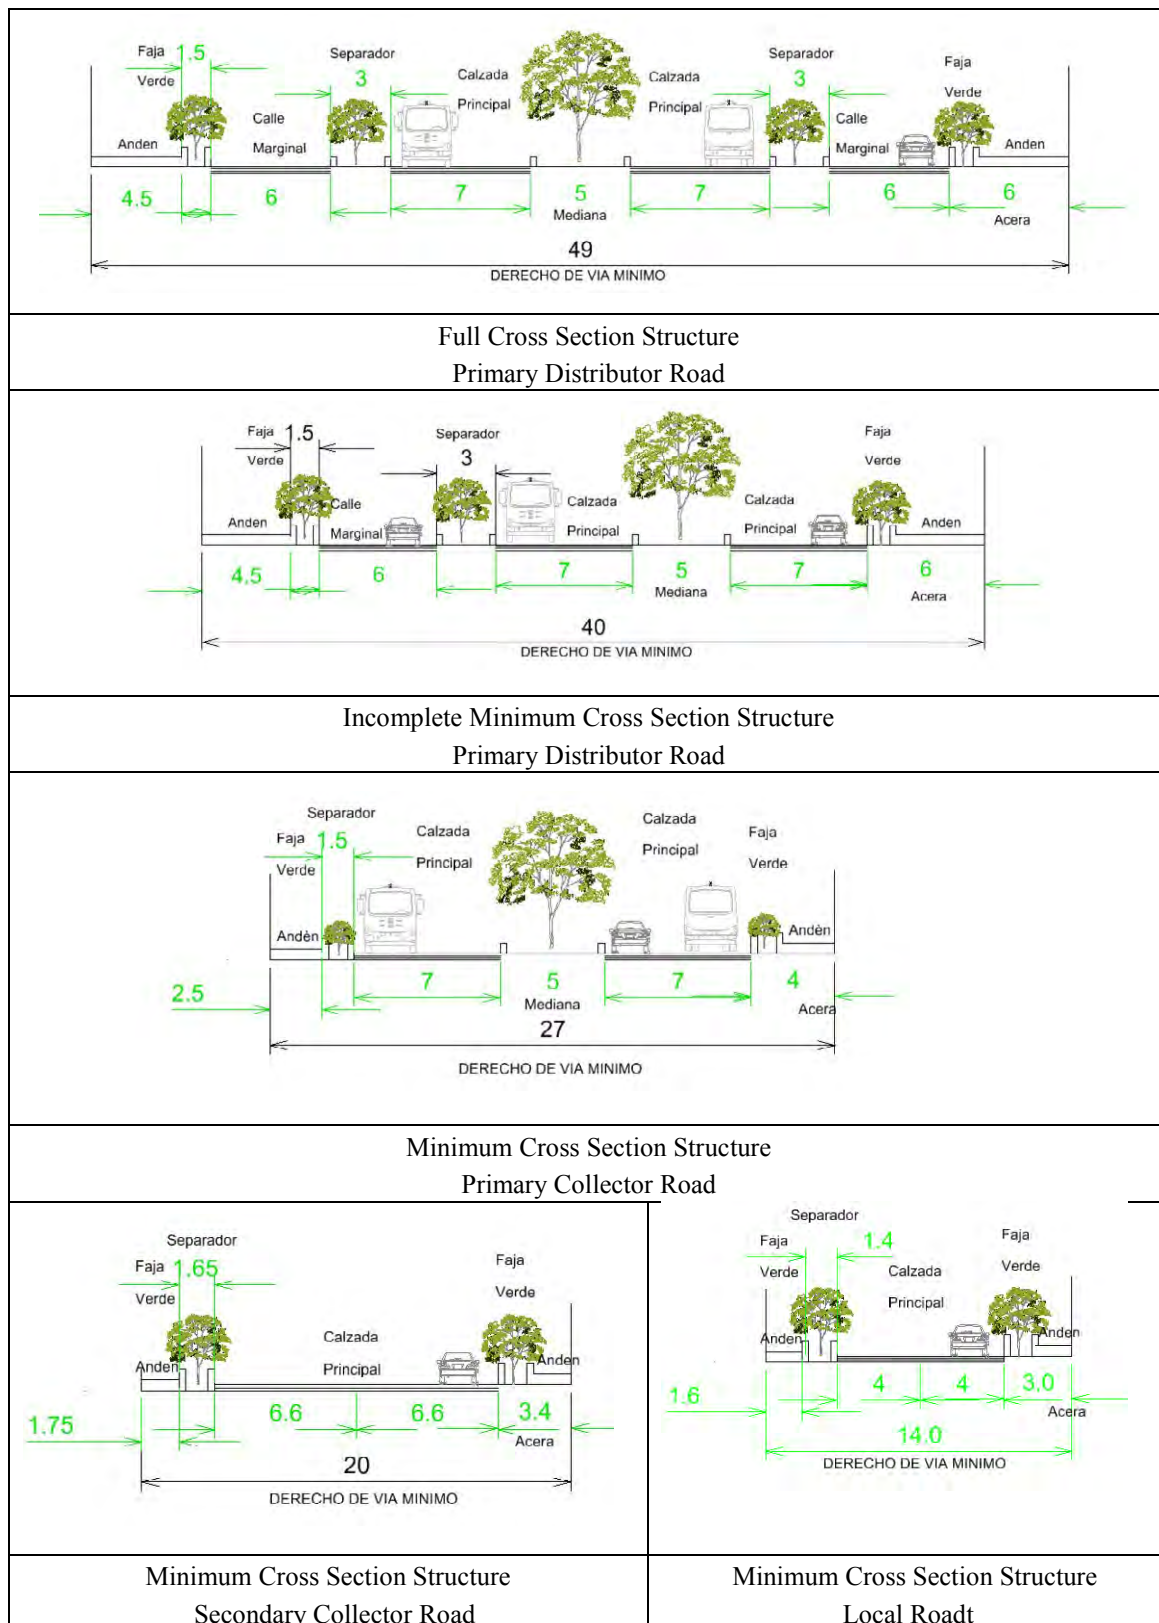 Faja 1.5
Verde
Separador
3
Calzada
Principal
Calzada
Principal
Separador
3
Faja
Verde
Anden
Calle
Marginal
Calle
Marginal
Anden
4.5 6 7 5 7 6 6
Mediana
Acera
49
DERECHO DE VIA MINIMO
Full Cross Section Structure
Primary Distributor Road
Faja 1.5
Verde
Separador
3
Faja
Verde
Anden
Calle
Marginal
Calzada
Principal
Calzada
Principal
Anden
4.5 6 7 5 7 6
Mediana
Acera
40
DERECHO DE VIA MINIMO
Incomplete Minimum Cross Section Structure
Primary Distributor Road
Separador
Faja 1.5
Verde
Calzada
Principal
Calzada
Principal
Faja
Verde
Andèn
Andèn
2.5 7 5 7 4
Mediana
Acera
27
DERECHO DE VIA MINIMO
Minimum Cross Section Structure
Primary Collector Road
Separador
Faja 1.65
Verde
Faja
Verde
Anden
Calzada
Principal
Anden
1.75 6.6 6.6 3.4
Acera
20
DERECHO DE VIA MINIMO
Minimum Cross Section Structure
Secondary Collector Road
Separador
Faja 1.4
Verde
Calzada
Principal
Faja
Verde
Anden
Anden
1.6 4 4 3.0
Acera
14.0
DERECHO DE VIA MINIMO
Minimum Cross Section Structure
Local Roadt